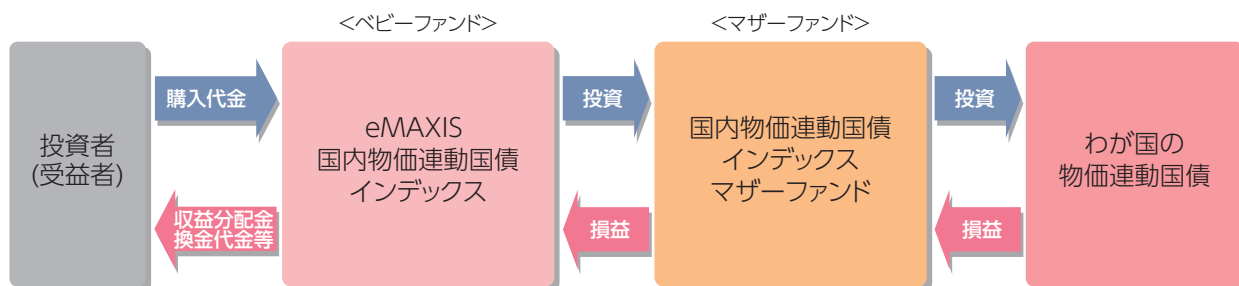 <ベビーファンド>
<マザーファンド>
投資者
(受益者)
購入代金
収益分配金
換金代金等
eMAXIS
国内物価連動国債
インデックス
投資
損益
国内物価連動国債
インデックス
マザーファンド
投資
損益
わが国の
物価連動国債